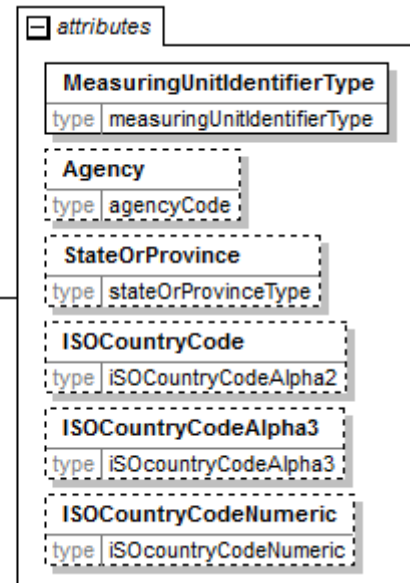 attributes
MeasuringUnitIdentifierType
type measuringUnitIdentifierType
Agency
type agencyCode
StateOrProvince
type stateOrProvinceType
ISOCountryCode
type iSOCountryCodeAlpha2
ISOCountryCodeAlpha3
type iSOcountryCodeAlpha3
ISOCountryCodeNumeric
type iSOCountryCodeNumeric